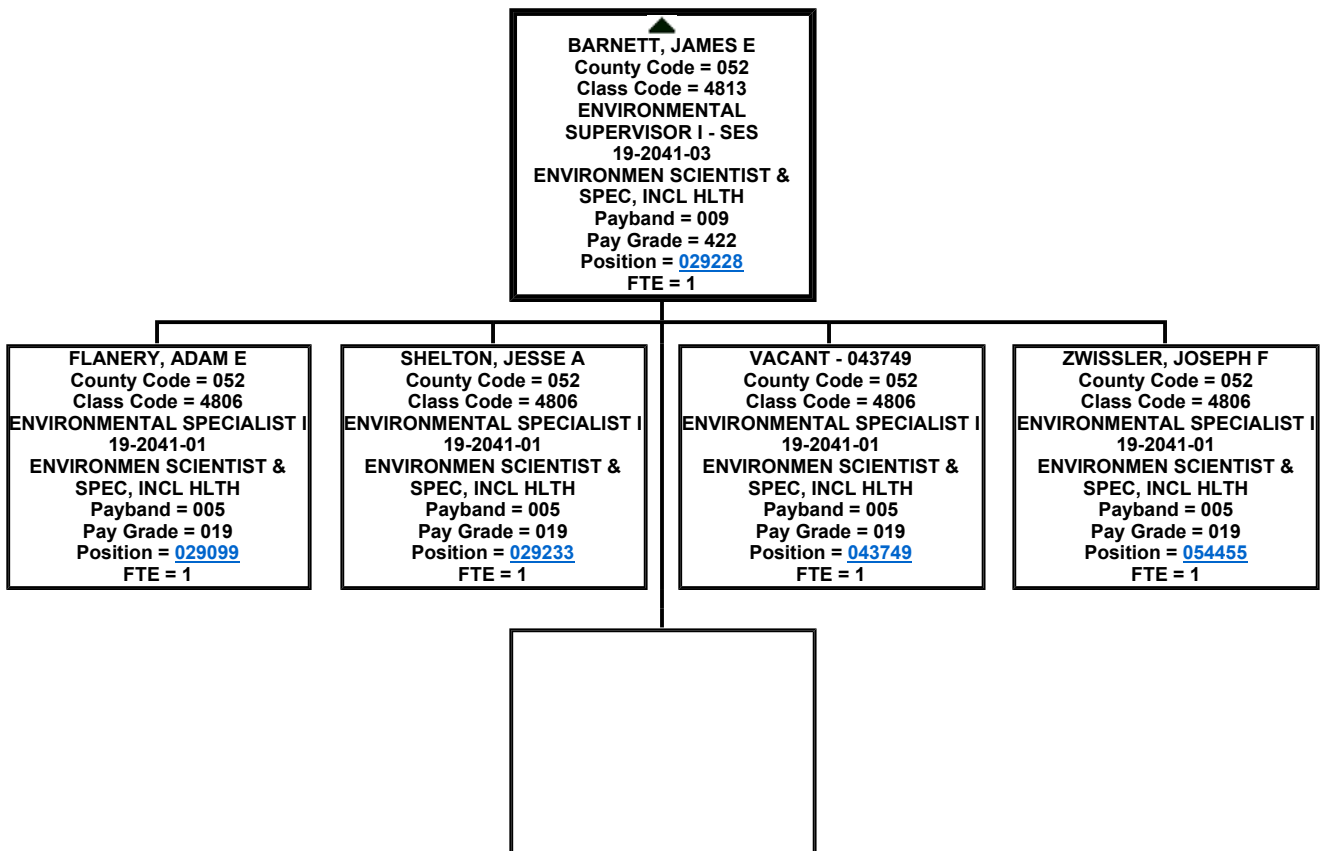 BARNETT, JAMES E
County Code = 052
Class Code = 4813
ENVIRONMENTAL
SUPERVISOR I - SES
19-2041-03
ENVIRONMEN SCIENTIST &
SPEC, INCL HLTH
Payband = 009
Pay Grade = 422
Position = 029228
FTE = 1
FLANERY, ADAM E
County Code = 052
Class Code = 4806
ENVIRONMENTAL SPECIALIST I
19-2041-01
ENVIRONMEN SCIENTIST &
SPEC, INCL HLTH
Payband = 005
Pay Grade = 019
Position = 029099
FTE = 1
SHELTON, JESSE A
County Code = 052
Class Code = 4806
ENVIRONMENTAL SPECIALIST I
19-2041-01
ENVIRONMEN SCIENTIST &
SPEC, INCL HLTH
Payband = 005
Pay Grade = 019
Position = 029233
FTE = 1
VACANT - 043749
County Code = 052
Class Code = 4806
ENVIRONMENTAL SPECIALIST I
19-2041-01
ENVIRONMEN SCIENTIST &
SPEC, INCL HLTH
Payband = 005
Pay Grade = 019
Position = 043749
FTE = 1
ZWISSLER, JOSEPH F
County Code = 052
Class Code = 4806
ENVIRONMENTAL SPECIALIST I
19-2041-01
ENVIRONMEN SCIENTIST &
SPEC, INCL HLTH
Payband = 005
Pay Grade = 019
Position = 054455
FTE = 1